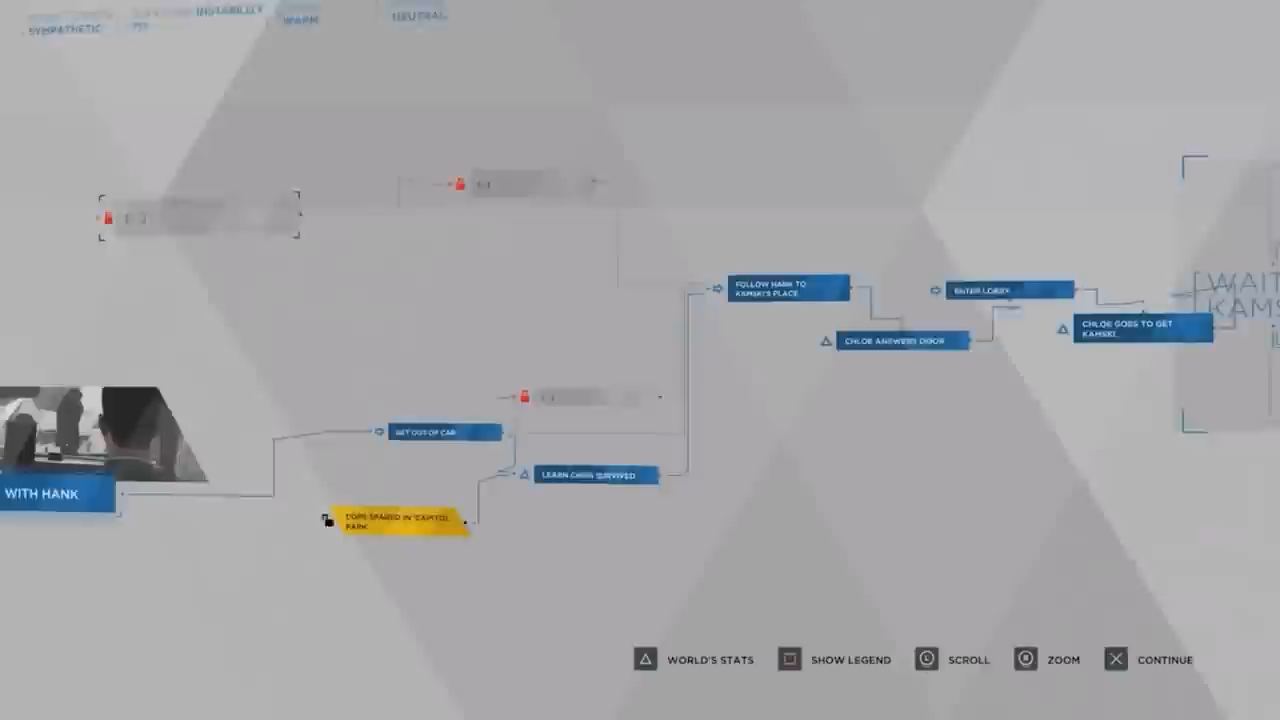 INSTABILITY
SYMPATHETIC
WARM
NEUTRAL
FOLLOW HANK TO
KAMSKI'S PLACE
ENTER LOBBY
CHLOE GOES TO GET
KAMSKI
CHLOE ANSWERS DOOR
WAIT
KAMS
GET OUT OF CAR
LEARN CHRIS SURVIVED
WITH HANK
COPS SPARED IN 'CAPITOL
PARK'
WORLD'S STATS
SHOW LEGEND
SCROLL
ZOOM
CONTINUE